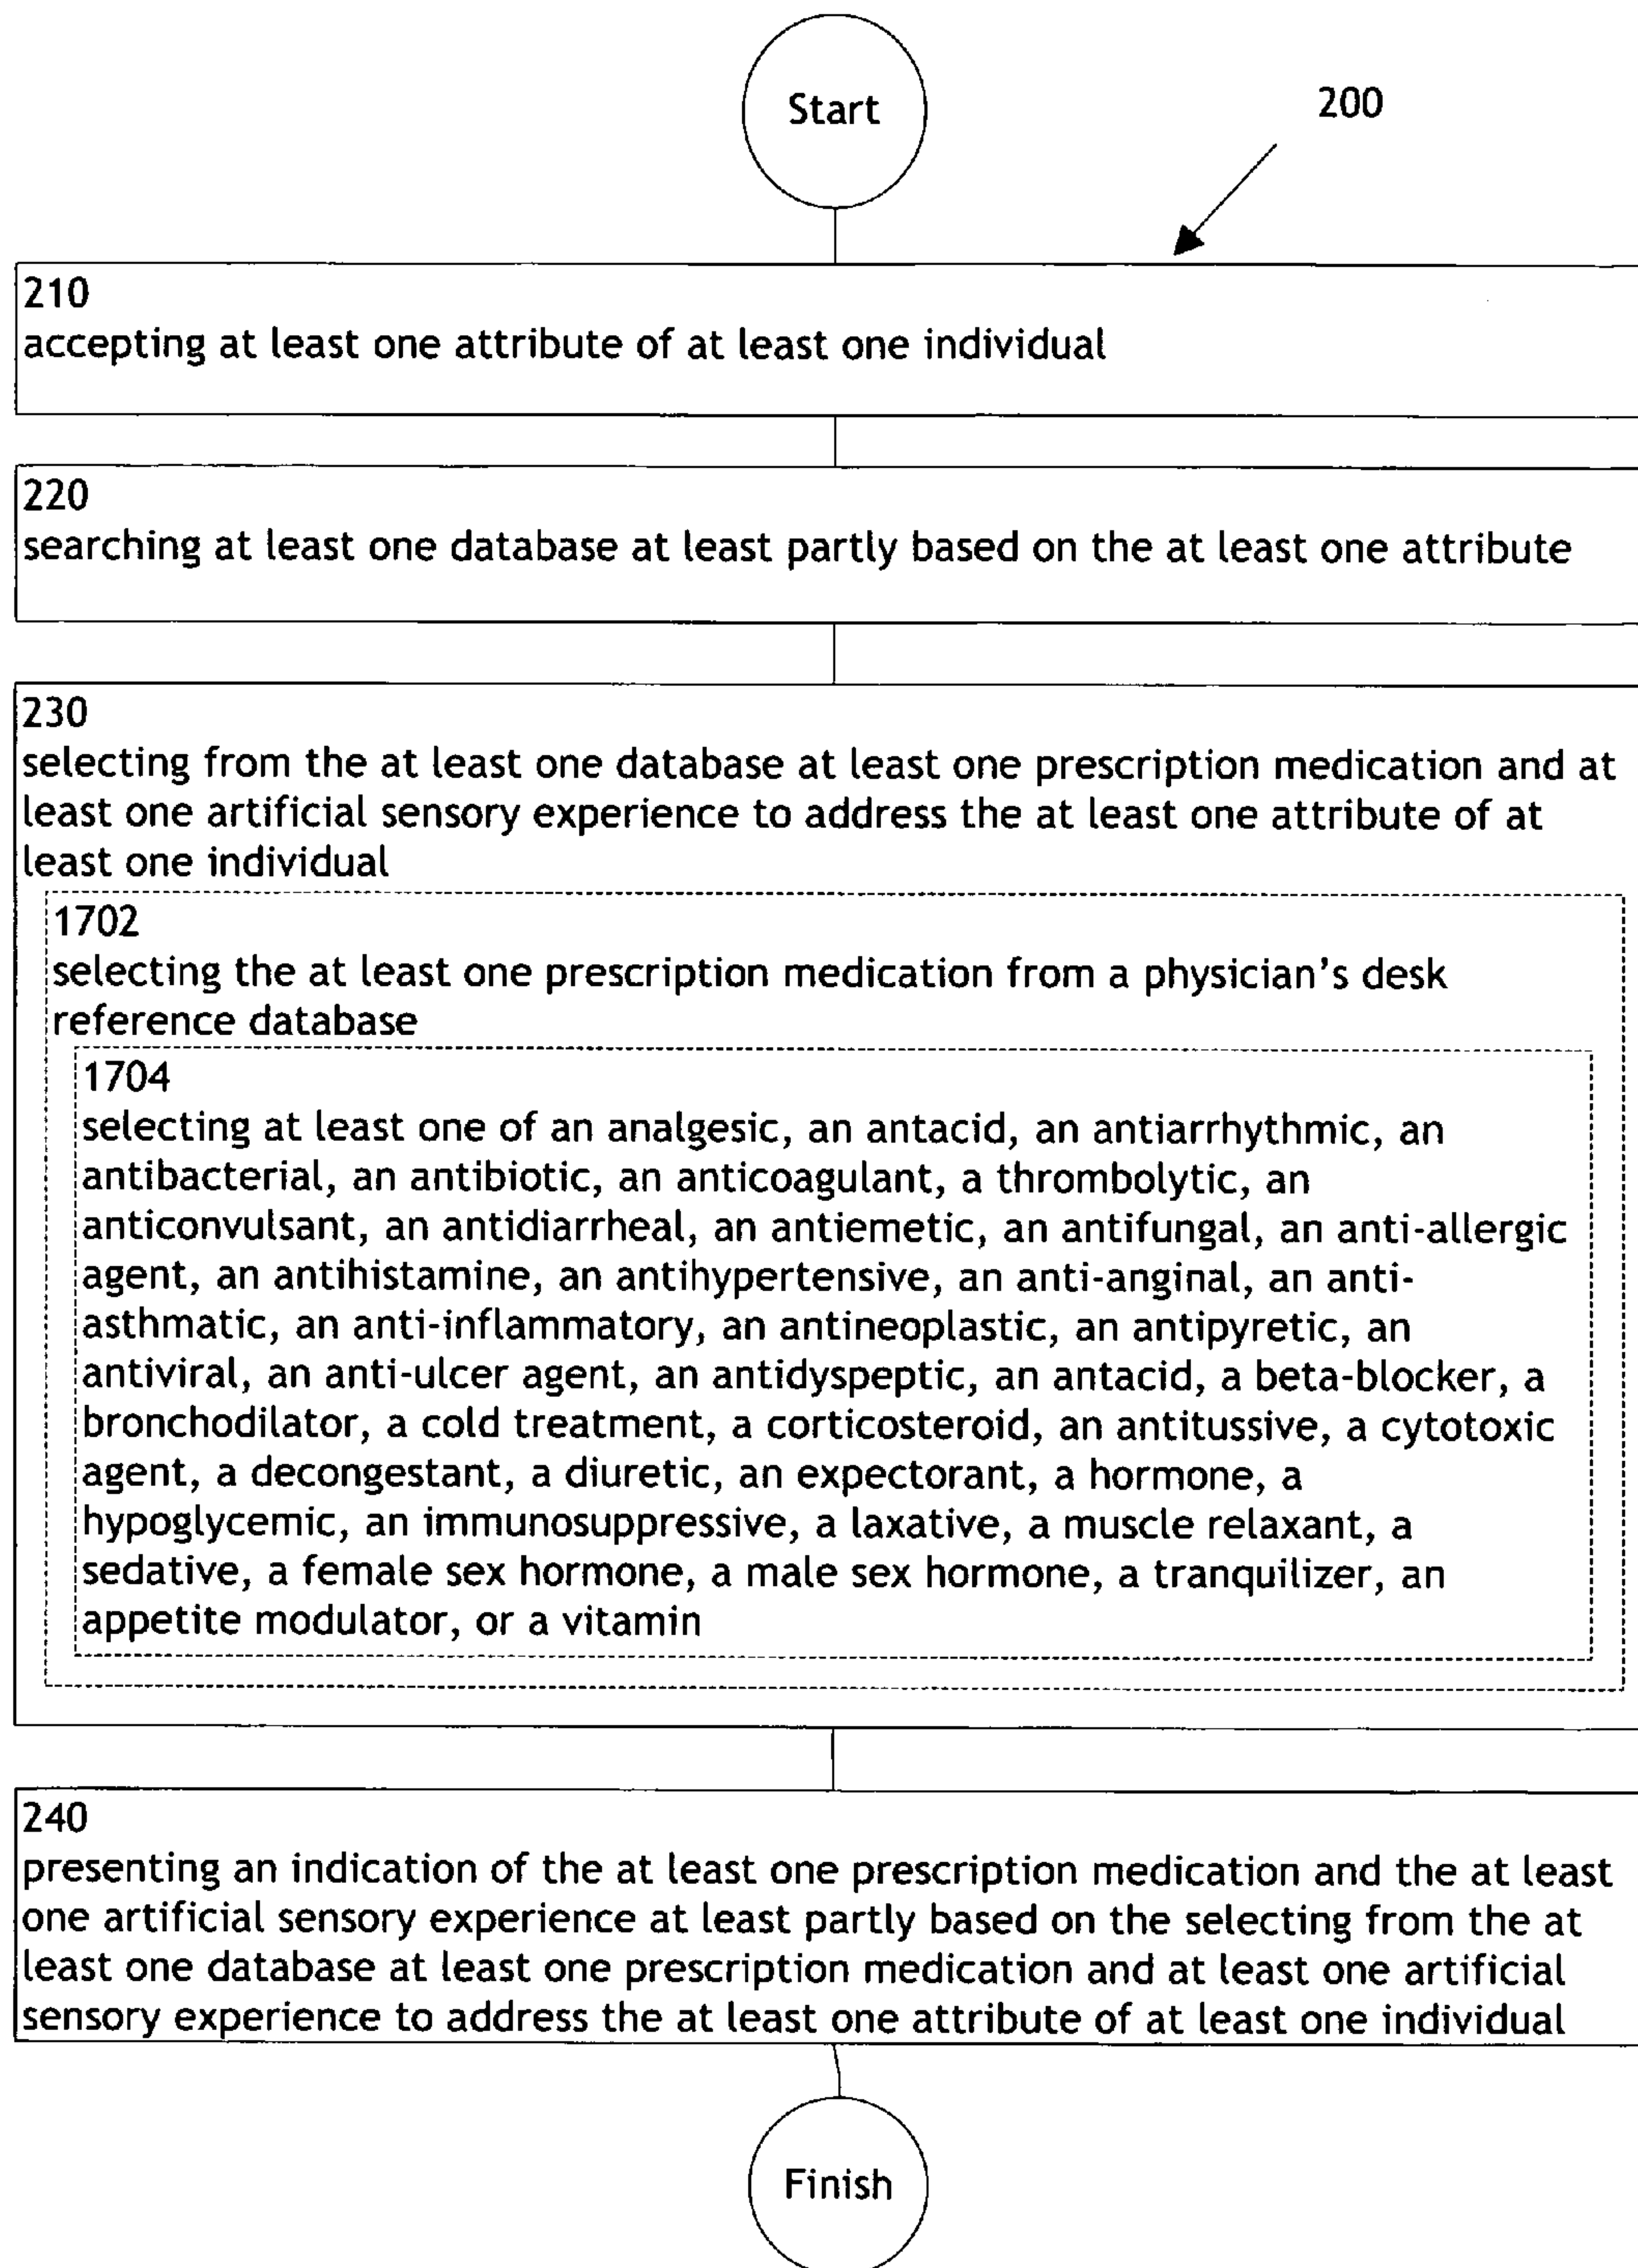 Start
200
210
accepting at least one attribute of at least one individual
220
searching at least one database at least partly based on the at least one attribute
230
selecting from the at least one database at least one prescription medication and at
least one artificial sensory experience to address the at least one attribute of at
least one individual
1702
selecting the at least one prescription medication from a physician's desk
reference database
1704
selecting at least one of an analgesic, an antacid, an antiarrhythmic, an
antibacterial, an antibiotic, an anticoagulant, a thrombolytic, an
anticonvulsant, an antidiarrheal, an antiemetic, an antifungal, an anti-allergic
agent, an antihistamine, an antihypertensive, an anti-anginal, an anti-
asthmatic, an anti-inflammatory, an antineoplastic, an antipyretic, an
antiviral, an anti-ulcer agent, an antidyspeptic, an antacid, a beta-blocker, a
bronchodilator, a cold treatment, a corticosteroid, an antitussive, a cytotoxic
agent, a decongestant, a diuretic, an expectorant, a hormone, a
hypoglycemic, an immunosuppressive, a laxative, a muscle relaxant, a
sedative, a female sex hormone, a male sex hormone, a tranquilizer, an
appetite modulator, or a vitamin
240
presenting an indication of the at least one prescription medication and the at least
one artificial sensory experience at least partly based on the selecting from the at
least one database at least one prescription medication and at least one artificial
sensory experience to address the at least one attribute of at least one individual
Finish